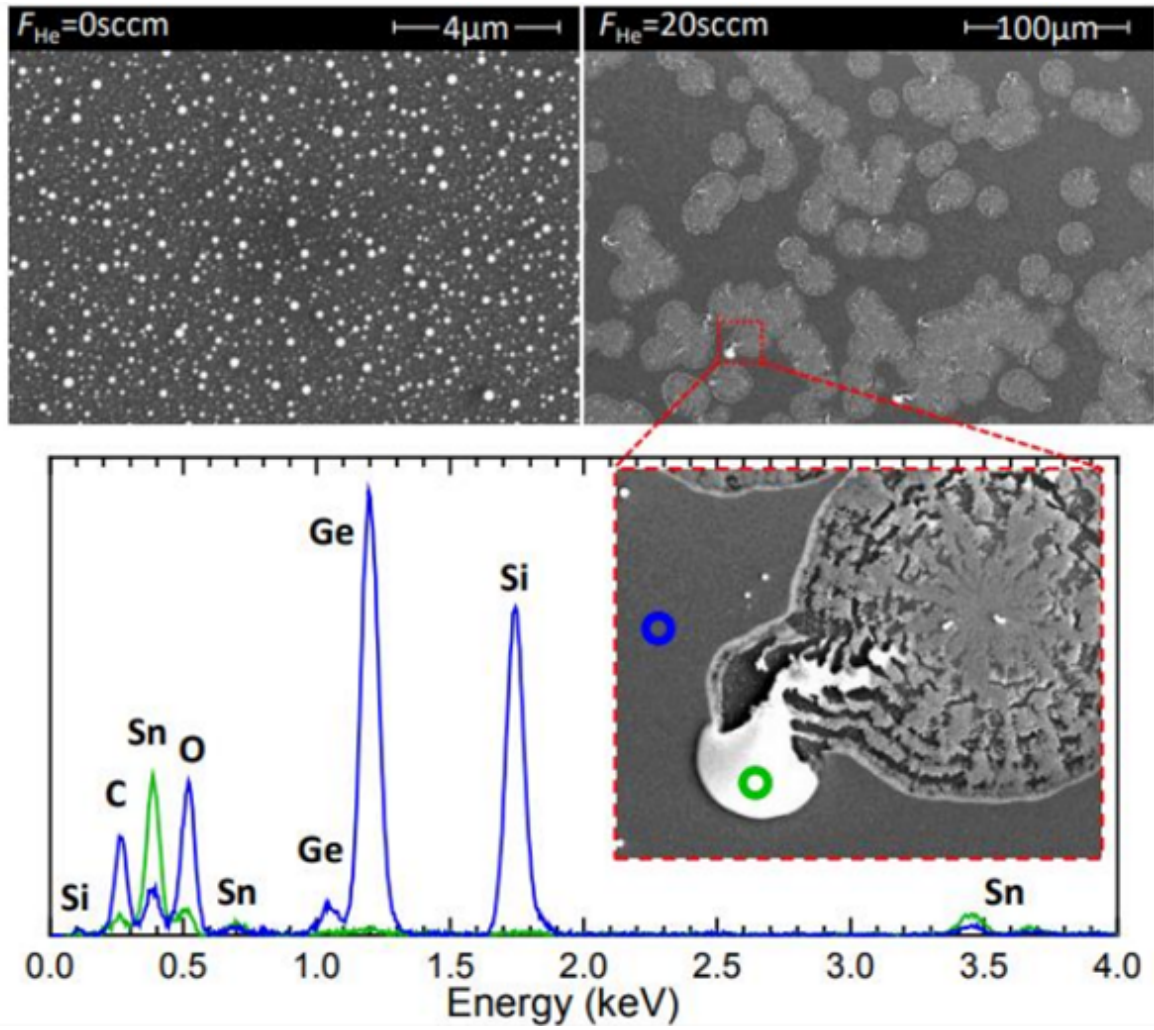 F_He=0sccm 4μm
F_He=20sccm 100μm
Ge
Si
Sn
O
C
Ge
Si
Sn
Sn
0.0 0.5 1.0 1.5 2.0 2.5 3.0 3.5 4.0
Energy (keV)